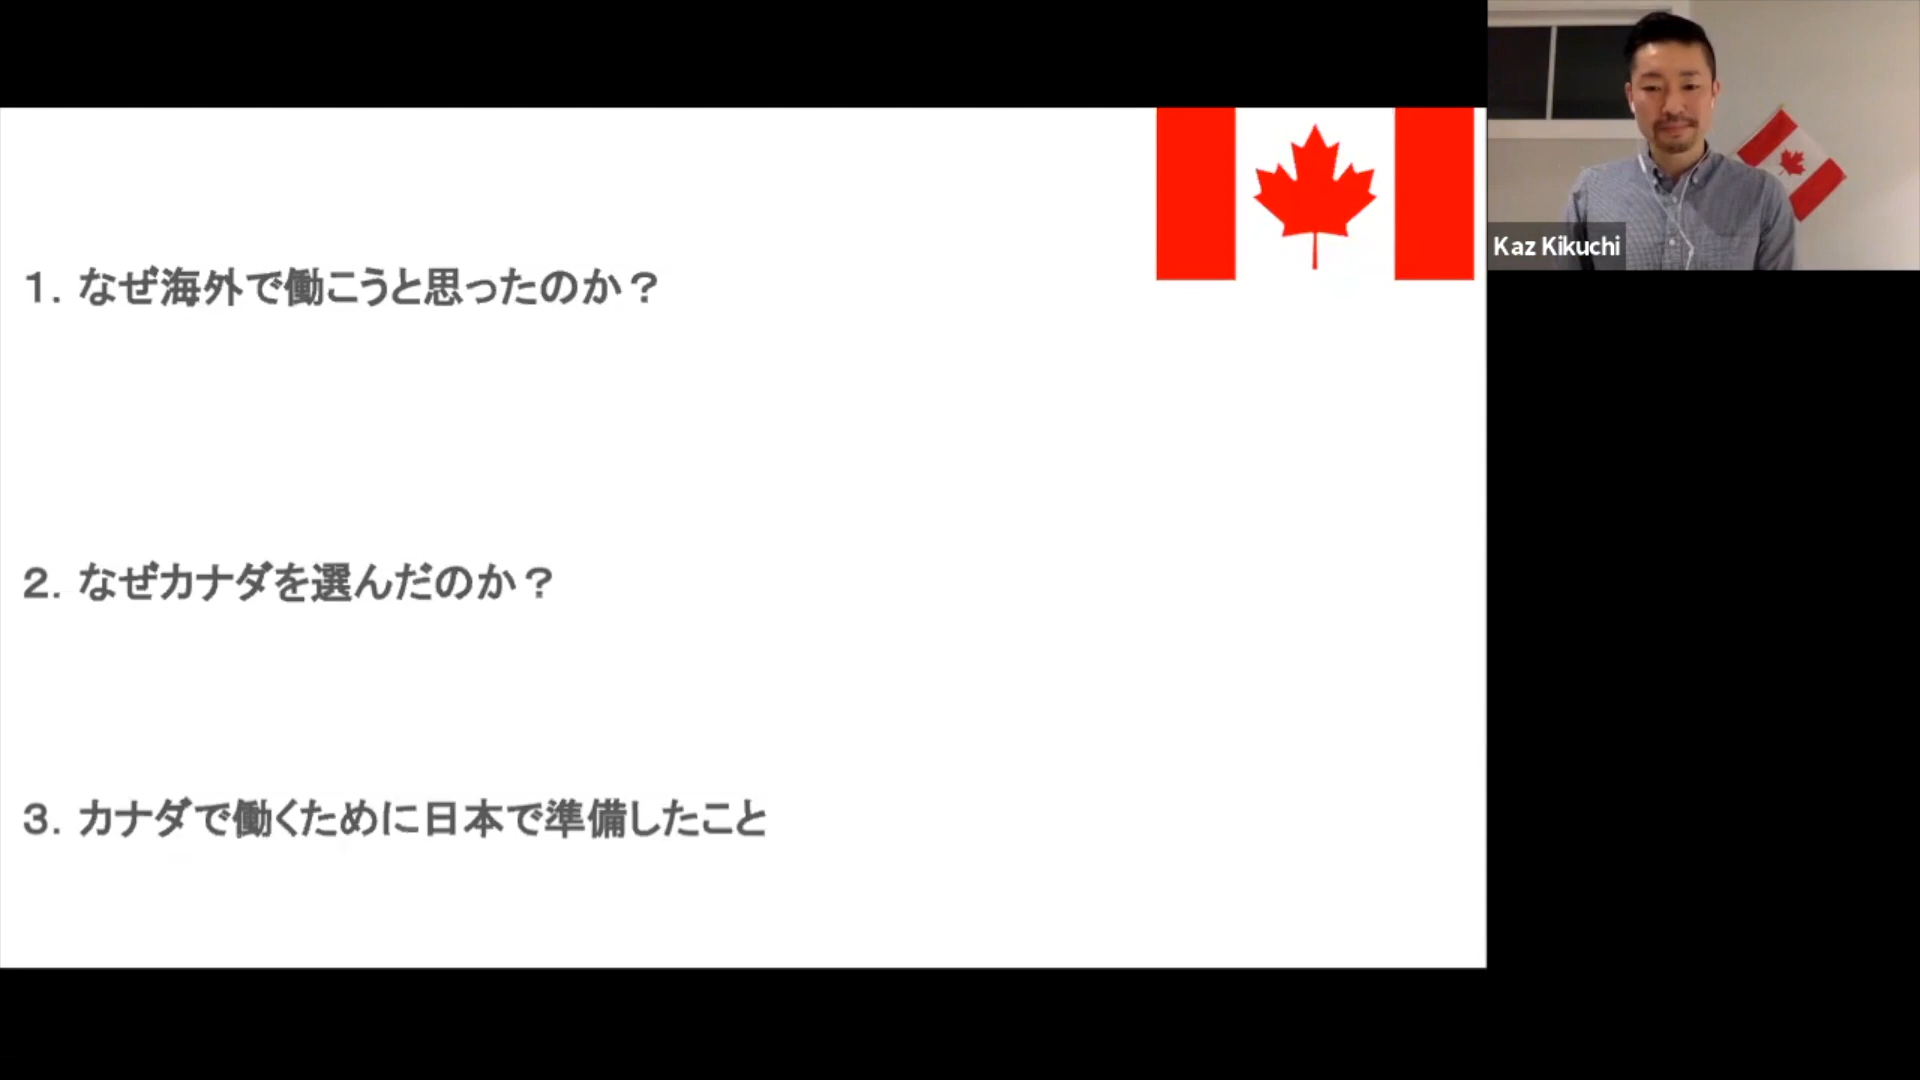 1. なぜ海外で働こうと思ったのか？
2. なぜカナダを選んだのか？
3. カナダで働くために日本で準備したこと
Kaz Kikuchi